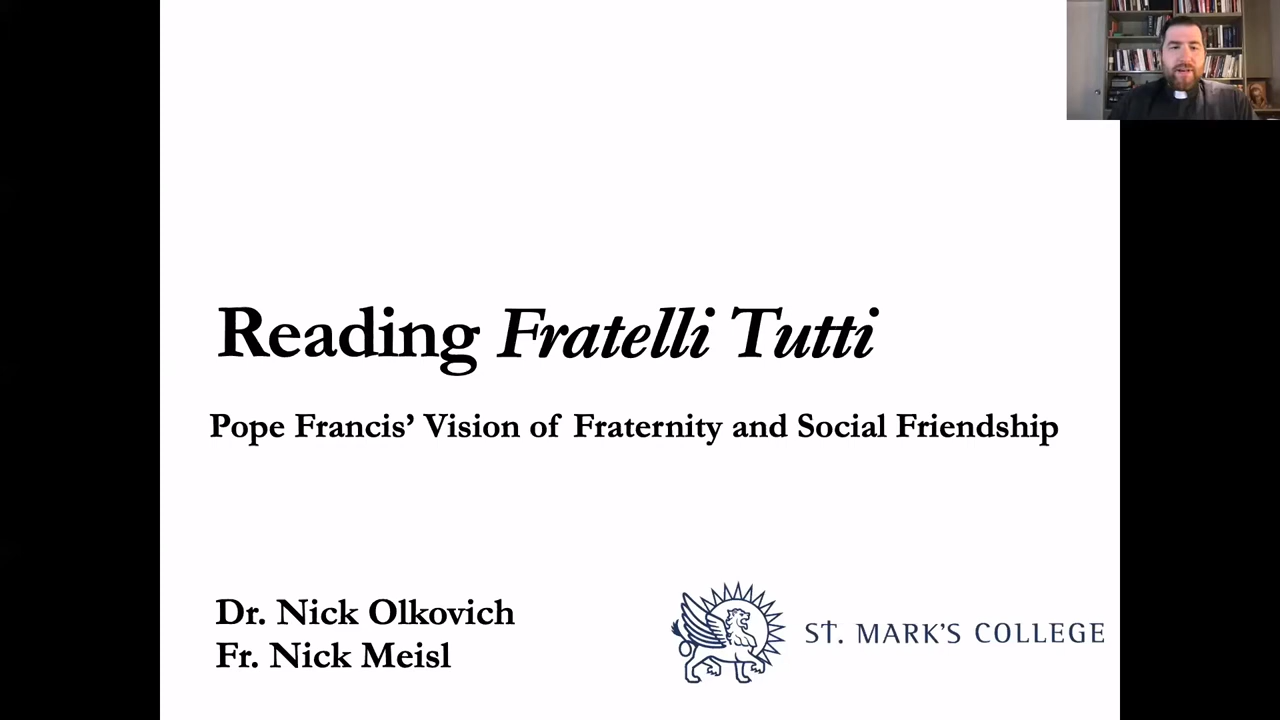 Reading Fratelli Tutti
Pope Francis’ Vision of Fraternity and Social Friendship
Dr. Nick Olkovich
Fr. Nick Meisl
ST. MARK'S COLLEGE